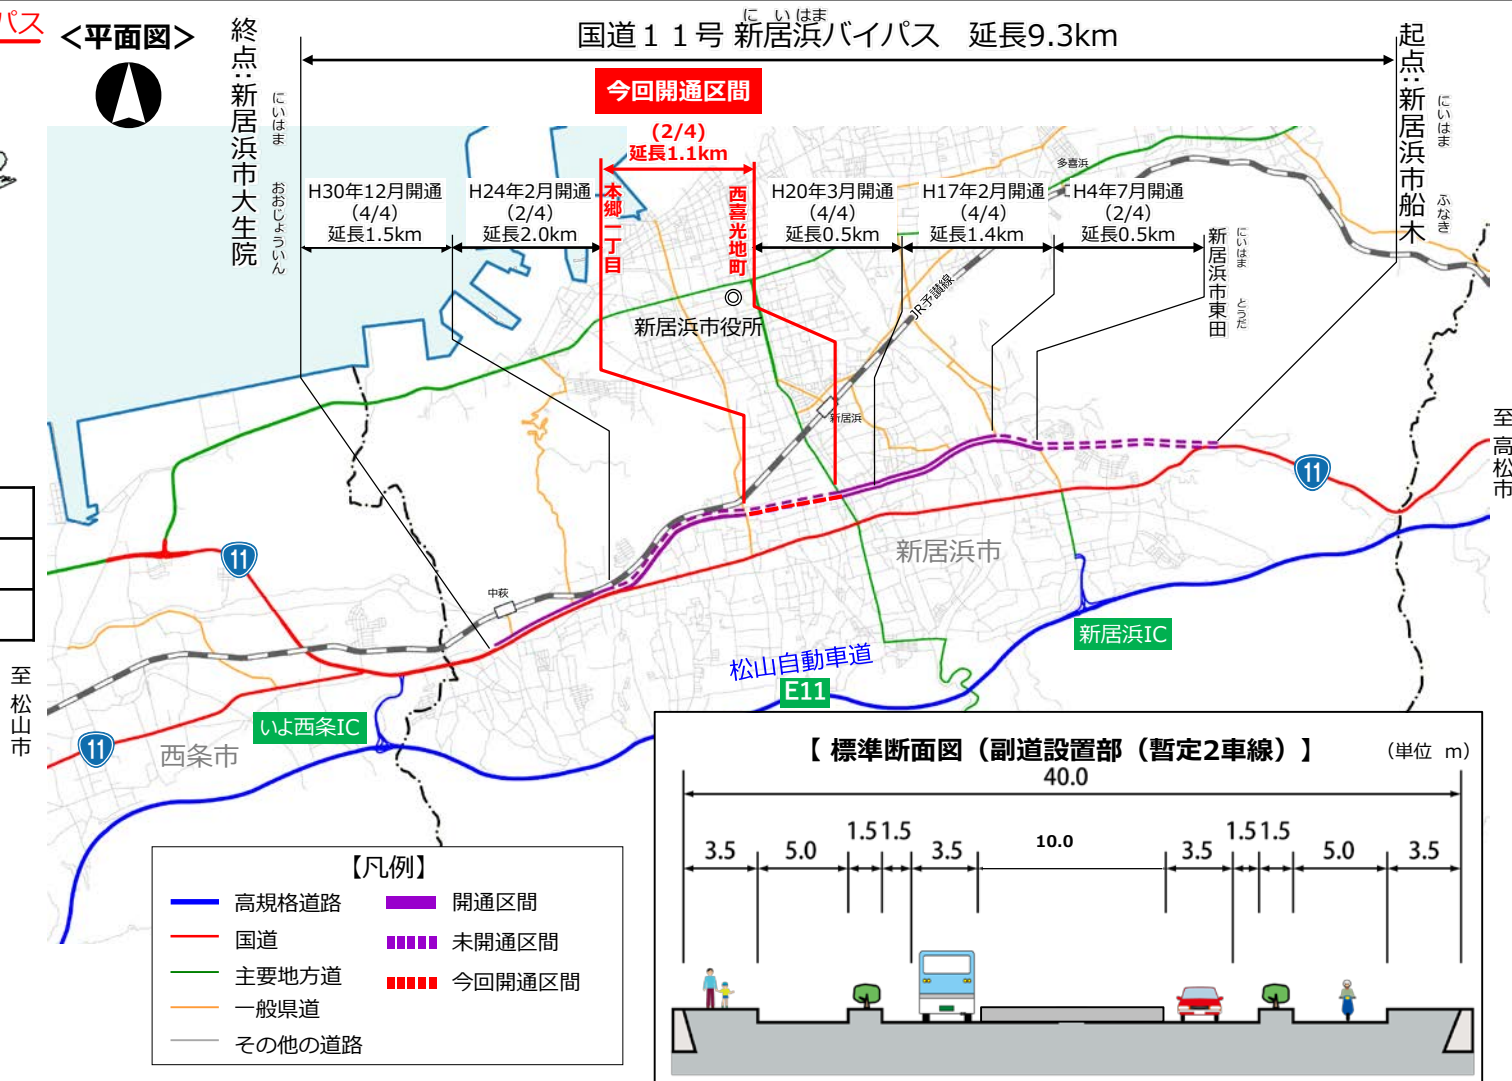 パス
<平面図>
国道１１号 新居浜バイパス　延長9.3km
にいはま
終点：新居浜市大生院
にいはま
おおじょういん
起点：新居浜市船木
にいはま
ふなき
今回開通区間
(2/4)
延長1.1km
H30年12月開通
（4/4）
延長1.5km
H24年2月開通
（2/4）
延長2.0km
本郷一丁目
西喜光地町
H20年3月開通
（4/4）
延長0.5km
H17年2月開通
（4/4）
延長1.4km
H4年7月開通
（2/4）
延長0.5km
新居浜市東田
にいはま
とうだ
多喜浜
JR予讃線
新居浜市役所
新居浜
中萩
11
11
11
新居浜市
西条市
至 高松市
至 松山市
新居浜IC
いよ西条IC
松山自動車道
E11
【凡例】
高規格道路
国道
主要地方道
一般県道
その他の道路
開通区間
未開通区間
今回開通区間
【 標準断面図（副道設置部（暫定2車線）】
（単位 m）
40.0
3.5
5.0
1.5
1.5
3.5
10.0
3.5
1.5
1.5
5.0
3.5